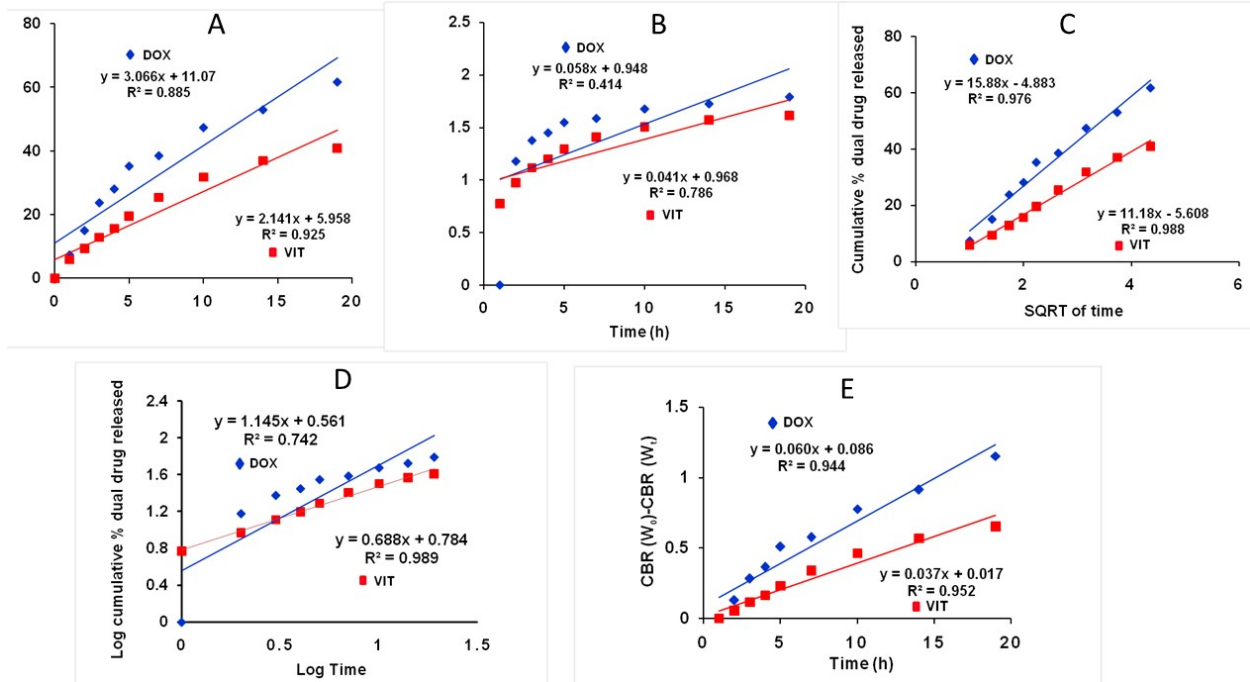 A
80
60
40
20
0
DOX
y = 3.066x + 11.07
R² = 0.885
y = 2.141x + 5.958
R² = 0.925
VIT
0
5
10
15
20
B
2.5
2
1.5
1
0.5
0
DOX
y = 0.058x + 0.948
R² = 0.414
y = 0.041x + 0.968
R² = 0.786
VIT
0
5
10
15
20
Time (h)
C
Cumulative % dual drug released
80
60
40
20
0
DOX
y = 15.88x - 4.883
R² = 0.976
y = 11.18x - 5.608
R² = 0.988
VIT
0
2
4
6
SQRT of time
D
Log cumulative % dual drug released
2.4
2
1.6
1.2
0.8
0.4
0
y = 1.145x + 0.561
R² = 0.742
DOX
y = 0.688x + 0.784
R² = 0.989
VIT
0
0.5
1
1.5
Log Time
E
CBR (W₀)-CBR (Wₜ)
1.5
1
0.5
0
DOX
y = 0.060x + 0.086
R² = 0.944
y = 0.037x + 0.017
R² = 0.952
VIT
0
5
10
15
20
Time (h)